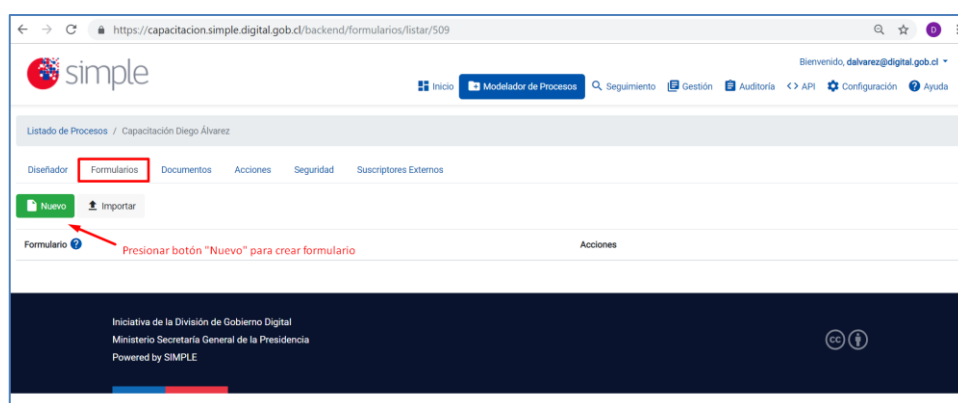 https://capacitacion.simple.digital.gob.cl/backend/formularios/listar/509
D
simple
Bienvenido, dalvarez@digital.gob.cl
Inicio Modelador de Procesos Seguimiento Gestión Auditoría API Configuración Ayuda
Listado de Procesos / Capacitación Diego Álvarez
Diseñador Formularios Documentos Acciones Seguridad Suscriptores Externos
Nuevo Importar
Formulario ? Acciones
Presionar botón "Nuevo" para crear formulario
Iniciativa de la División de Gobierno Digital
Ministerio Secretaría General de la Presidencia
Powered by SIMPLE
cc